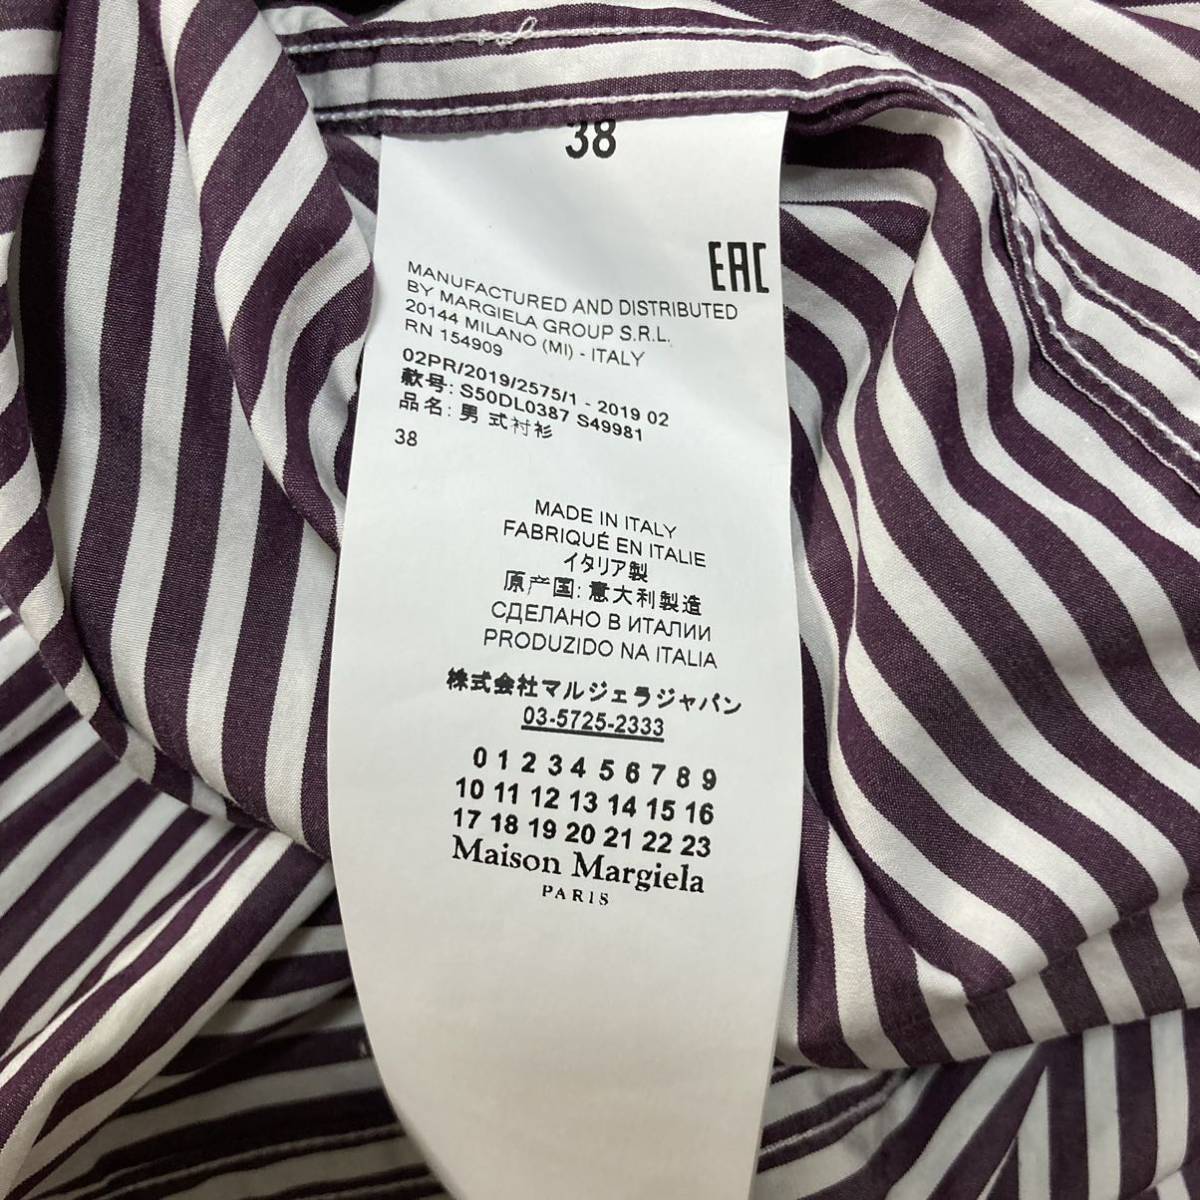 38
EAC
MANUFACTURED AND DISTRIBUTED
BY MARGIELA GROUP S.R.L.
20144 MILANO (MI) - ITALY
RN 154909
02PR/2019/2575/1 - 2019 02
款号: S50DL0387 S49981
品名: 男 式衬衫
38
MADE IN ITALY
FABRIQUÉ EN ITALIE
イタリア製
原产国: 意大利製造
СДЕЛАНО В ИТАЛИИ
PRODUZIDO NA ITALIA
株式会社マルジェラジャパン
03-5725-2333
0 1 2 3 4 5 6 7 8 9
10 11 12 13 14 15 16
17 18 19 20 21 22 23
Maison Margiela
PARIS